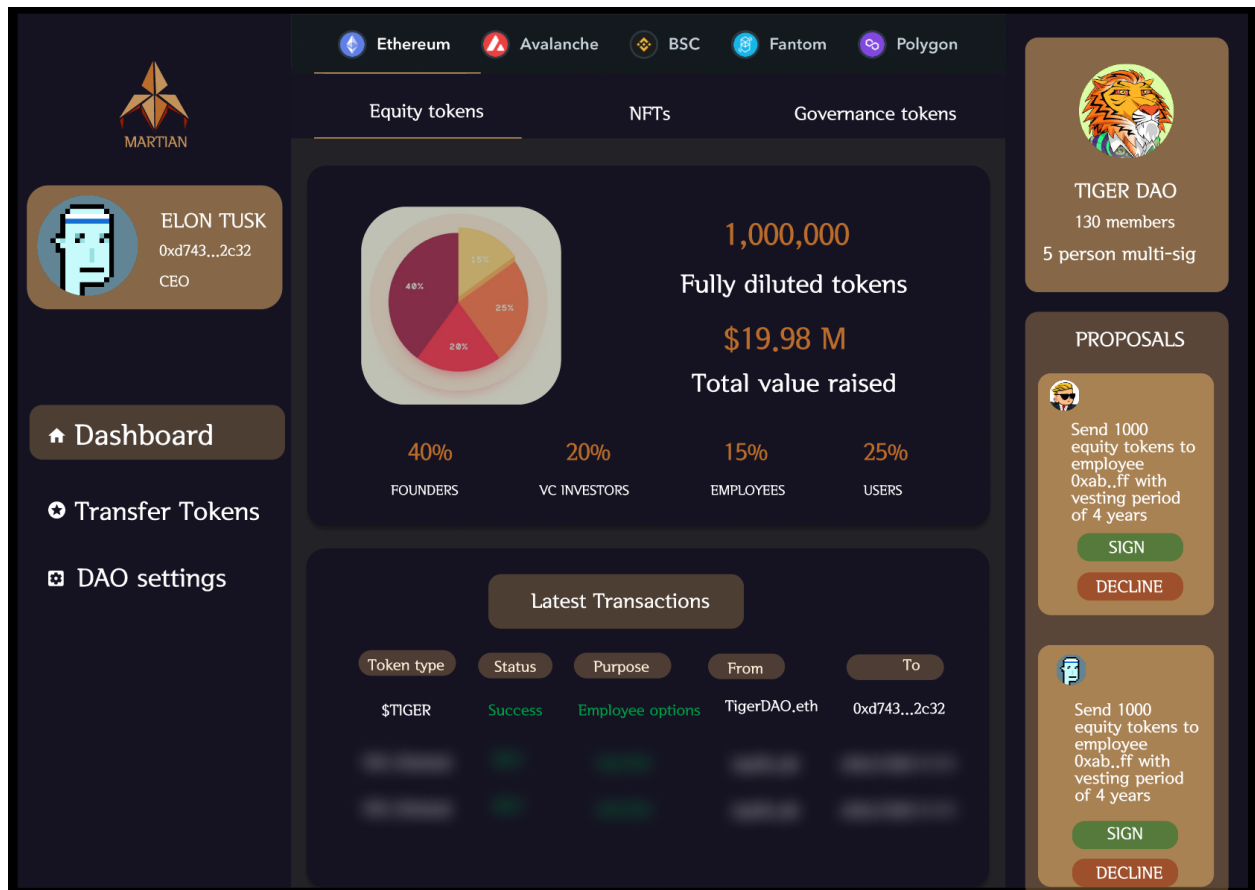 MARTIAN
ELON TUSK
0xd743...2c32
CEO
Dashboard
Transfer Tokens
DAO settings
Ethereum Avalanche BSC Fantom Polygon
Equity tokens NFTs Governance tokens
15%
40%
25%
20%
1,000,000
Fully diluted tokens
$19.98 M
Total value raised
40% 20% 15% 25%
FOUNDERS VC INVESTORS EMPLOYEES USERS
Latest Transactions
Token type Status Purpose From To
$TIGER Success Employee options TigerDAO.eth 0xd743...2c32
TIGER DAO
130 members
5 person multi-sig
PROPOSALS
Send 1000
equity tokens to
employee
0xab..ff with
vesting period
of 4 years
SIGN
DECLINE
Send 1000
equity tokens to
employee
0xab..ff with
vesting period
of 4 years
SIGN
DECLINE